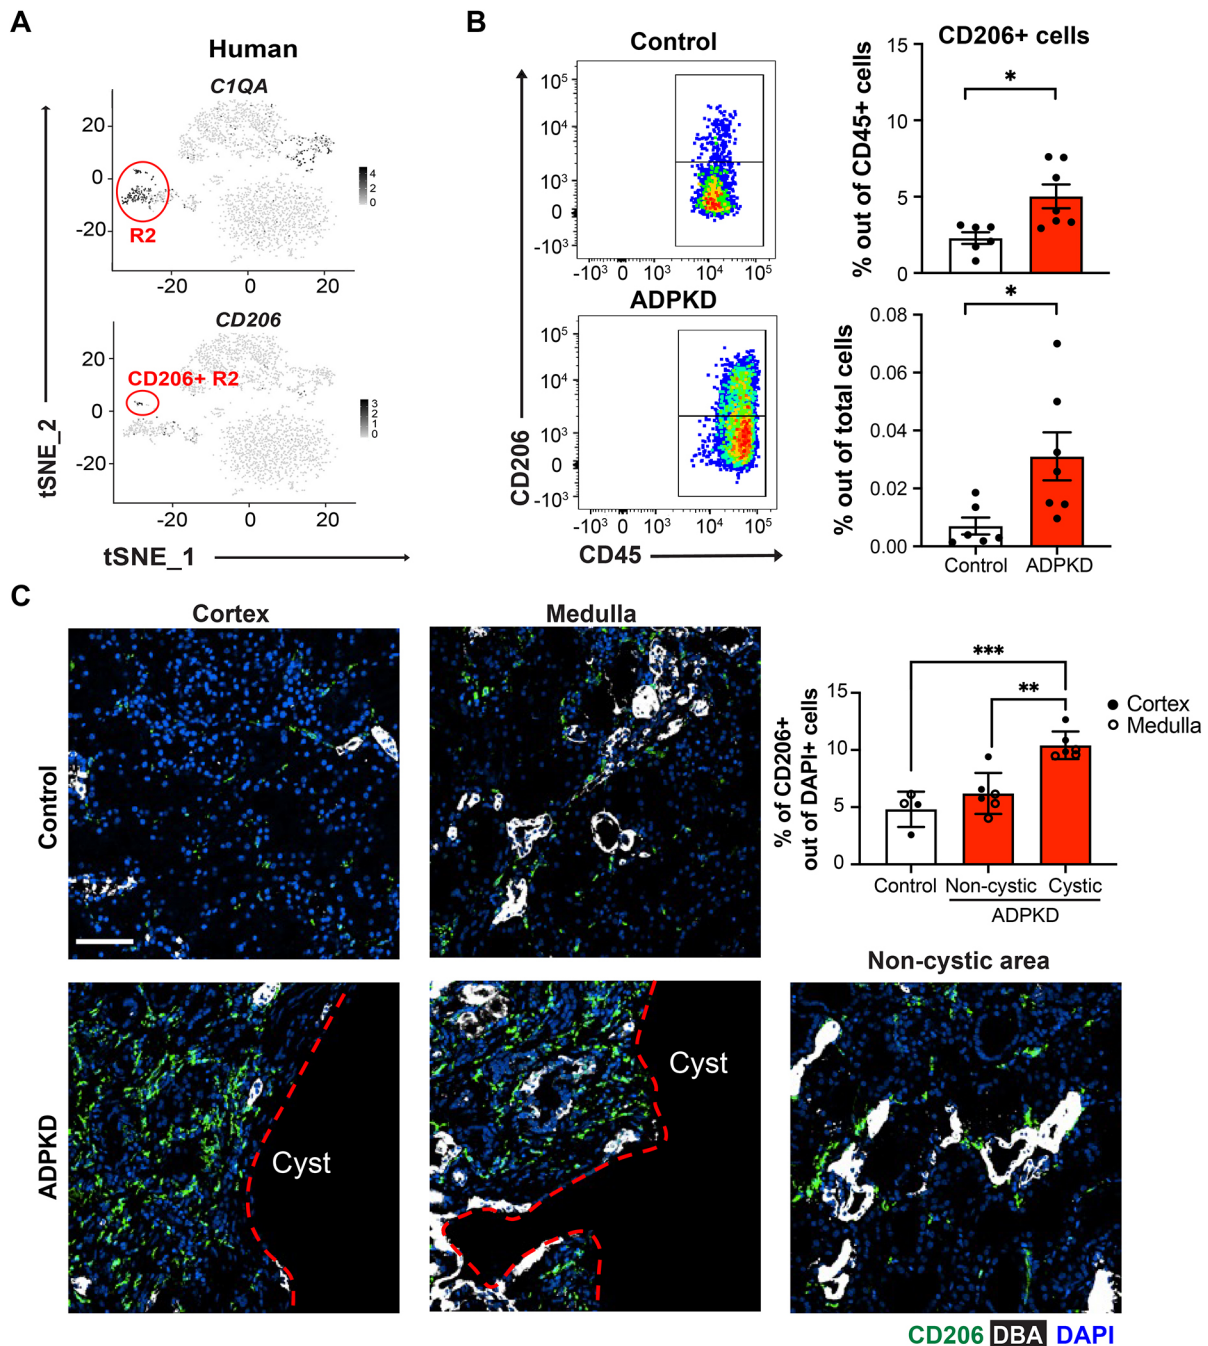 A
Human
C1QA
20
0
-20
4
2
0
R2
-20
0
20
CD206
20
0
-20
CD206+ R2
3
2
1
0
-20
0
20
tSNE_2
tSNE_1
B
Control
10^5
10^4
10^3
0
-10^3
-10^3
0
10^3
10^4
10^5
ADPKD
10^5
10^4
10^3
0
-10^3
-10^3
0
10^3
10^4
10^5
CD206
CD45
CD206+ cells
% out of CD45+ cells
15
10
5
0
*
% out of total cells
0.08
0.06
0.04
0.02
0.00
*
Control
ADPKD
C
Cortex
Medulla
Control
ADPKD
Cyst
Cyst
% of CD206+
out of DAPI+ cells
15
10
5
0
***
**
Cortex
Medulla
Control
Non-cystic
Cystic
ADPKD
Non-cystic area
CD206 DBA DAPI